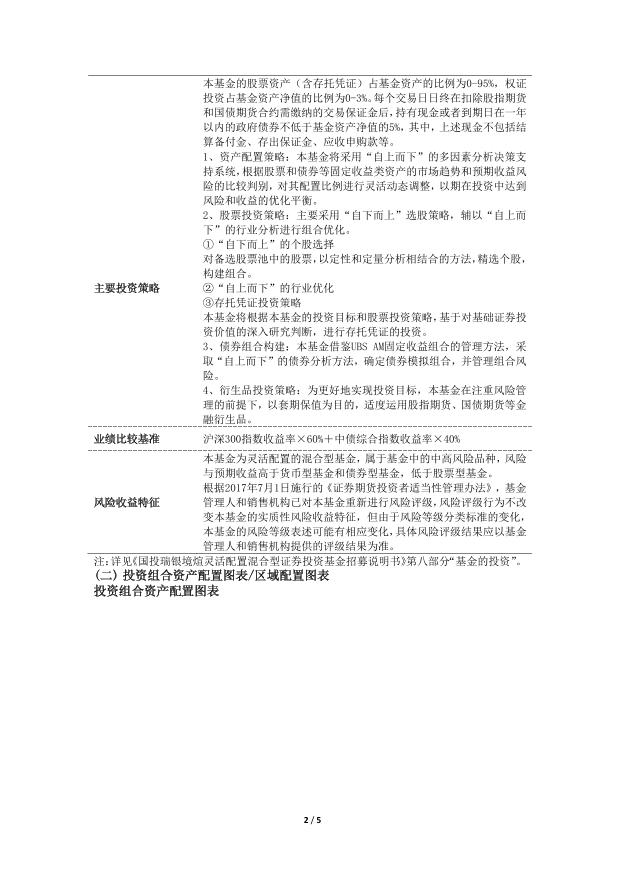 本基金的股票资产（含存托凭证）占基金资产的比例为0-95%，权证
投资占基金资产净值的比例为0-3%。每个交易日日终在扣除股指期货
和国债期货合约需缴纳的交易保证金后，持有现金或者到期日在一年
以内的政府债券不低于基金资产净值的5%，其中，上述现金不包括结
算备付金、存出保证金、应收申购款等。
1、资产配置策略：本基金将采用“自上而下”的多因素分析决策支
持系统，根据股票和债券等固定收益类资产的市场趋势和预期收益风
险的比较判别，对其配置比例进行灵活动态调整，以期在投资中达到
风险和收益的优化平衡。
2、股票投资策略：主要采用“自下而上”选股策略，辅以“自上而
下”的行业分析进行组合优化。
①“自下而上”的个股选择
对备选股票池中的股票，以定性和定量分析相结合的方法，精选个股，
构建组合。
主要投资策略
②“自上而下”的行业优化
③存托凭证投资策略
本基金将根据本基金的投资目标和股票投资策略，基于对基础证券投
资价值的深入研究判断，进行存托凭证的投资。
3、债券组合构建：本基金借鉴UBS AM固定收益组合的管理方法，采
取“自上而下”的债券分析方法，确定债券模拟组合，并管理组合风
险。
4、衍生品投资策略：为更好地实现投资目标，本基金在注重风险管
理的前提下，以套期保值为目的，适度运用股指期货、国债期货等金
融衍生品。
业绩比较基准 沪深300指数收益率×60%＋中债综合指数收益率×40%
本基金为灵活配置的混合型基金，属于基金中的中高风险品种，风险
与预期收益高于货币型基金和债券型基金，低于股票型基金。
根据2017年7月1日施行的《证券期货投资者适当性管理办法》，基金
风险收益特征 管理人和销售机构已对本基金重新进行风险评级，风险评级行为不改
变本基金的实质性风险收益特征，但由于风险等级分类标准的变化，
本基金的风险等级表述可能有相应变化，具体风险评级结果应以基金
管理人和销售机构提供的评级结果为准。
注：详见《国投瑞银境煊灵活配置混合型证券投资基金招募说明书》第八部分“基金的投资”。
(二) 投资组合资产配置图表/区域配置图表
投资组合资产配置图表
2 / 5